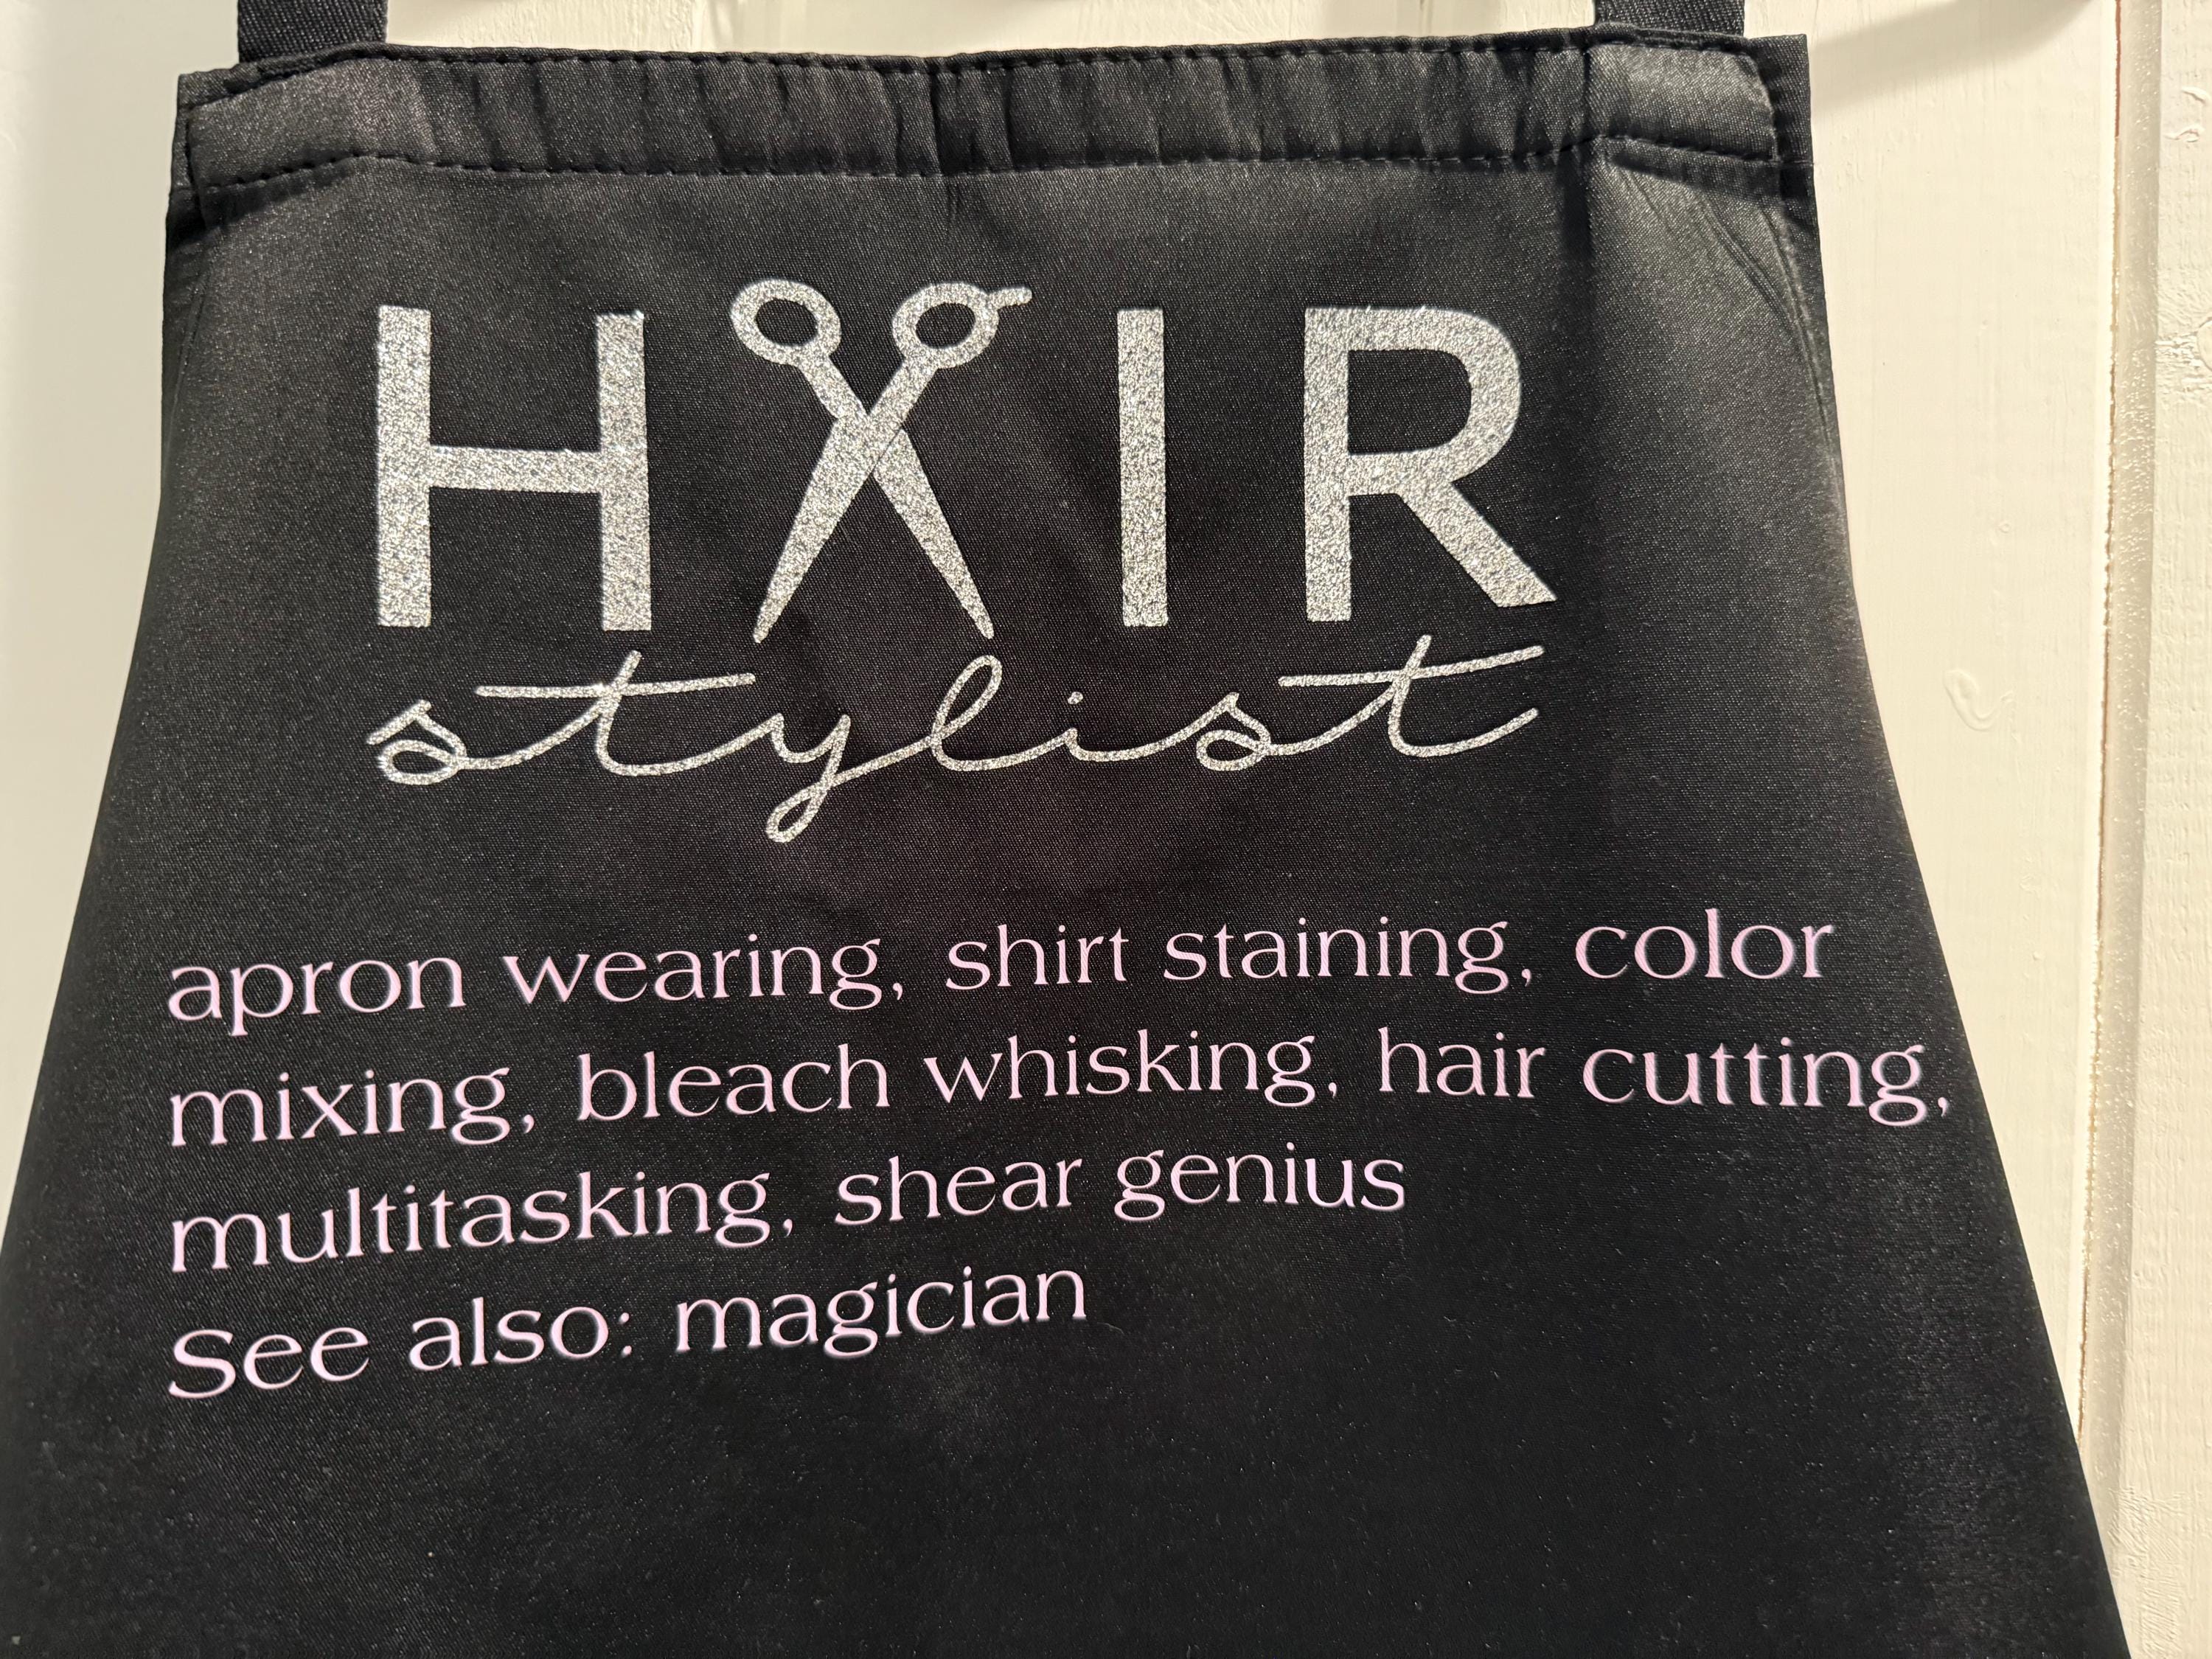 HAIR
stylist
apron wearing, shirt staining, color
mixing, bleach whisking, hair cutting,
multitasking, shear genius
See also: magician